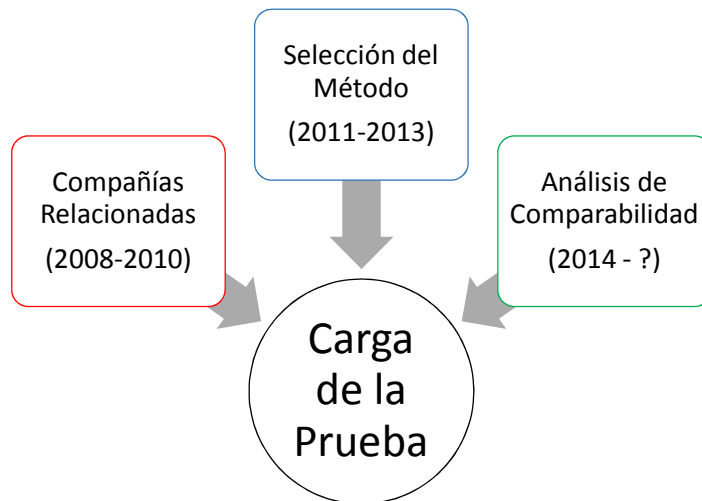 Selección del
Método
(2011-2013)
Compañías
Relacionadas
(2008-2010)
Análisis de
Comparabilidad
(2014 - ?)
Carga
de la
Prueba